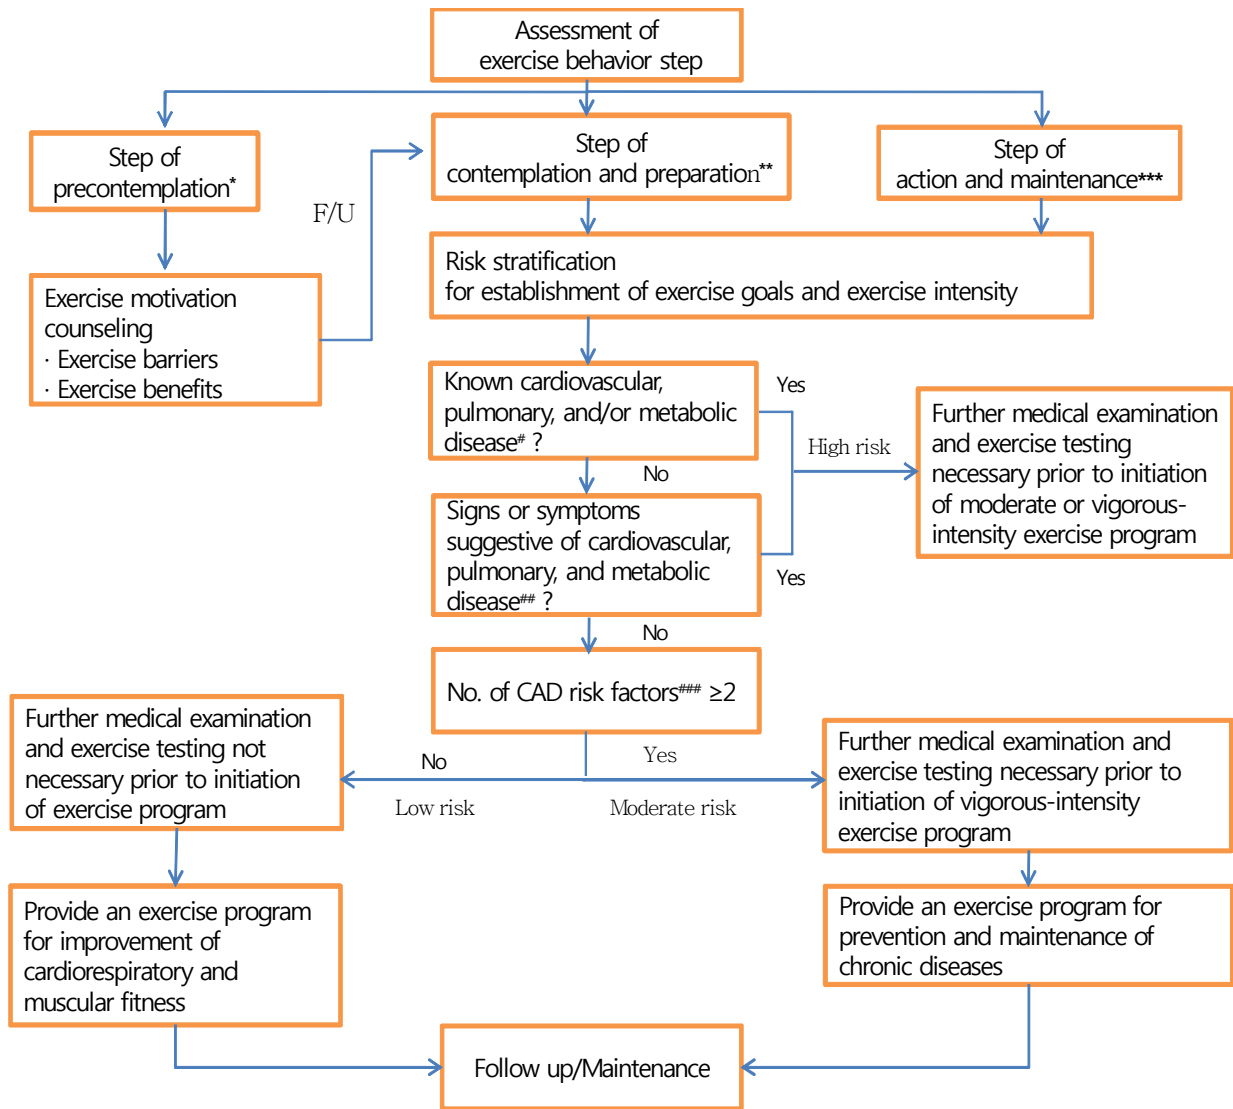 Assessment of
exercise behavior step
Step of
precontemplation*
Step of
contemplation and preparation**
Step of
action and maintenance***
F/U
Exercise motivation
counseling
· Exercise barriers
· Exercise benefits
Risk stratification
for establishment of exercise goals and exercise intensity
Known cardiovascular,
pulmonary, and/or metabolic
disease# ?
Yes
No
High risk
Further medical examination
and exercise testing
necessary prior to initiation
of moderate or vigorous-
intensity exercise program
Signs or symptoms
suggestive of cardiovascular,
pulmonary, and metabolic
disease## ?
Yes
No
No. of CAD risk factors### ≥2
Further medical examination
and exercise testing not
necessary prior to initiation
of exercise program
No
Low risk
Yes
Moderate risk
Further medical examination and
exercise testing necessary prior to
initiation of vigorous-intensity
exercise program
Provide an exercise program
for improvement of
cardiorespiratory and
muscular fitness
Provide an exercise program for
prevention and maintenance of
chronic diseases
Follow up/Maintenance